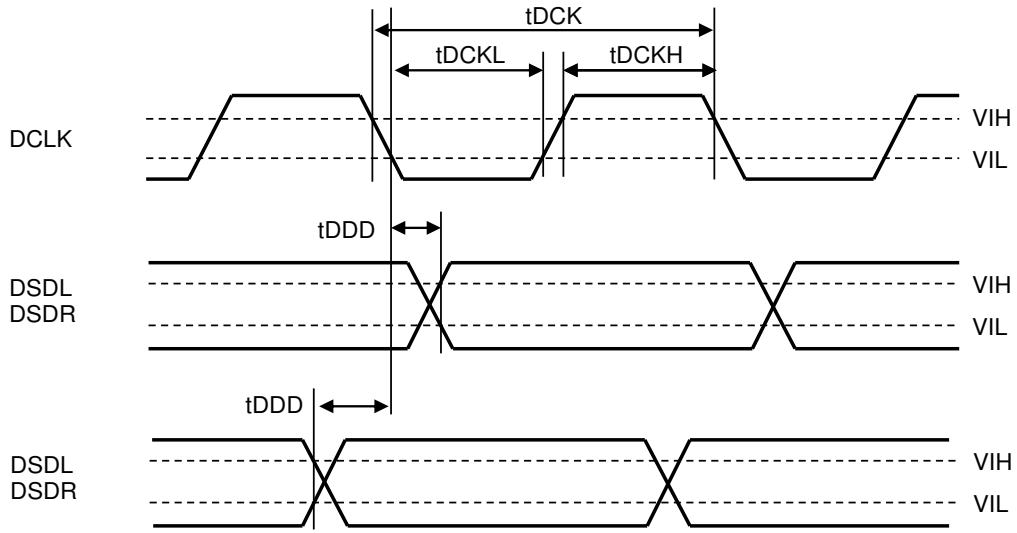 tDCK
tDCKL
tDCKH
DCLK
VIH
VIL
tDDD
DSDL
DSDR
VIH
VIL
tDDD
DSDL
DSDR
VIH
VIL